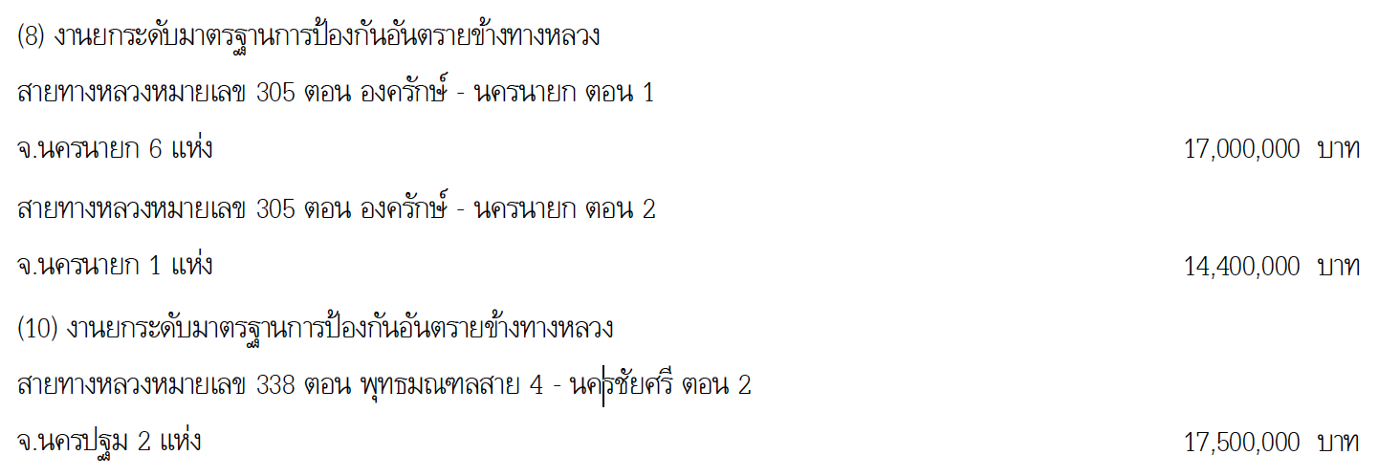 (8) งานยกระดับมาตรฐานการป้องกันอันตรายข้างทางหลวง
สายทางหลวงหมายเลข 305 ตอน องครักษ์ - นครนายก ตอน 1
จ.นครนายก 6 แห่ง 17,000,000 บาท
สายทางหลวงหมายเลข 305 ตอน องครักษ์ - นครนายก ตอน 2
จ.นครนายก 1 แห่ง 14,400,000 บาท
(10) งานยกระดับมาตรฐานการป้องกันอันตรายข้างทางหลวง
สายทางหลวงหมายเลข 338 ตอน พุทธมณฑลสาย 4 - นครชัยศรี ตอน 2
จ.นครปฐม 2 แห่ง 17,500,000 บาท